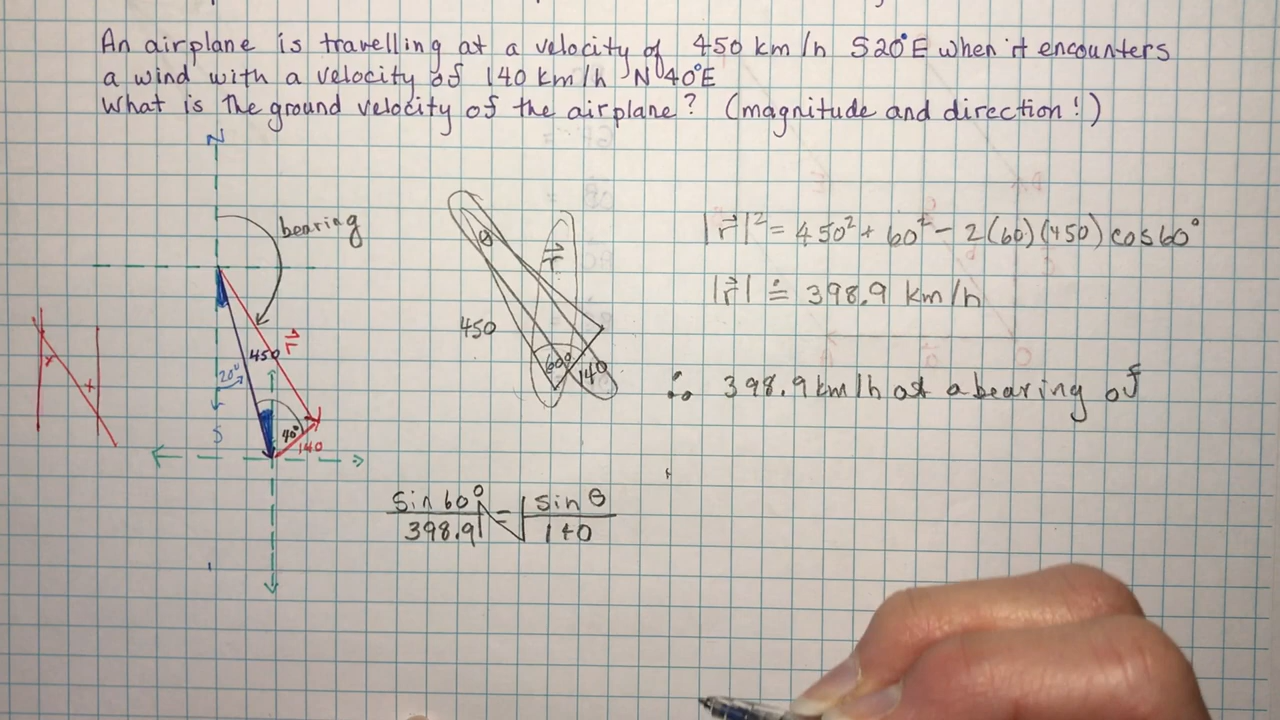 An airplane is travelling at a velocity of 450 km/h S20°E when it encounters
a wind with a velocity of 140 km/h N40°E
What is the ground velocity of the airplane? (magnitude and direction!)
N
bearing
r⃗
450
20°
S
40°
140
θ
r⃗
450
60°
140
|r⃗|² = 450² + 60² - 2(60)(450) cos60°
|r⃗| ≐ 398.9 km/h
∴ 398.9 km/h at a bearing of
sin 60° = sin θ
398.9 140